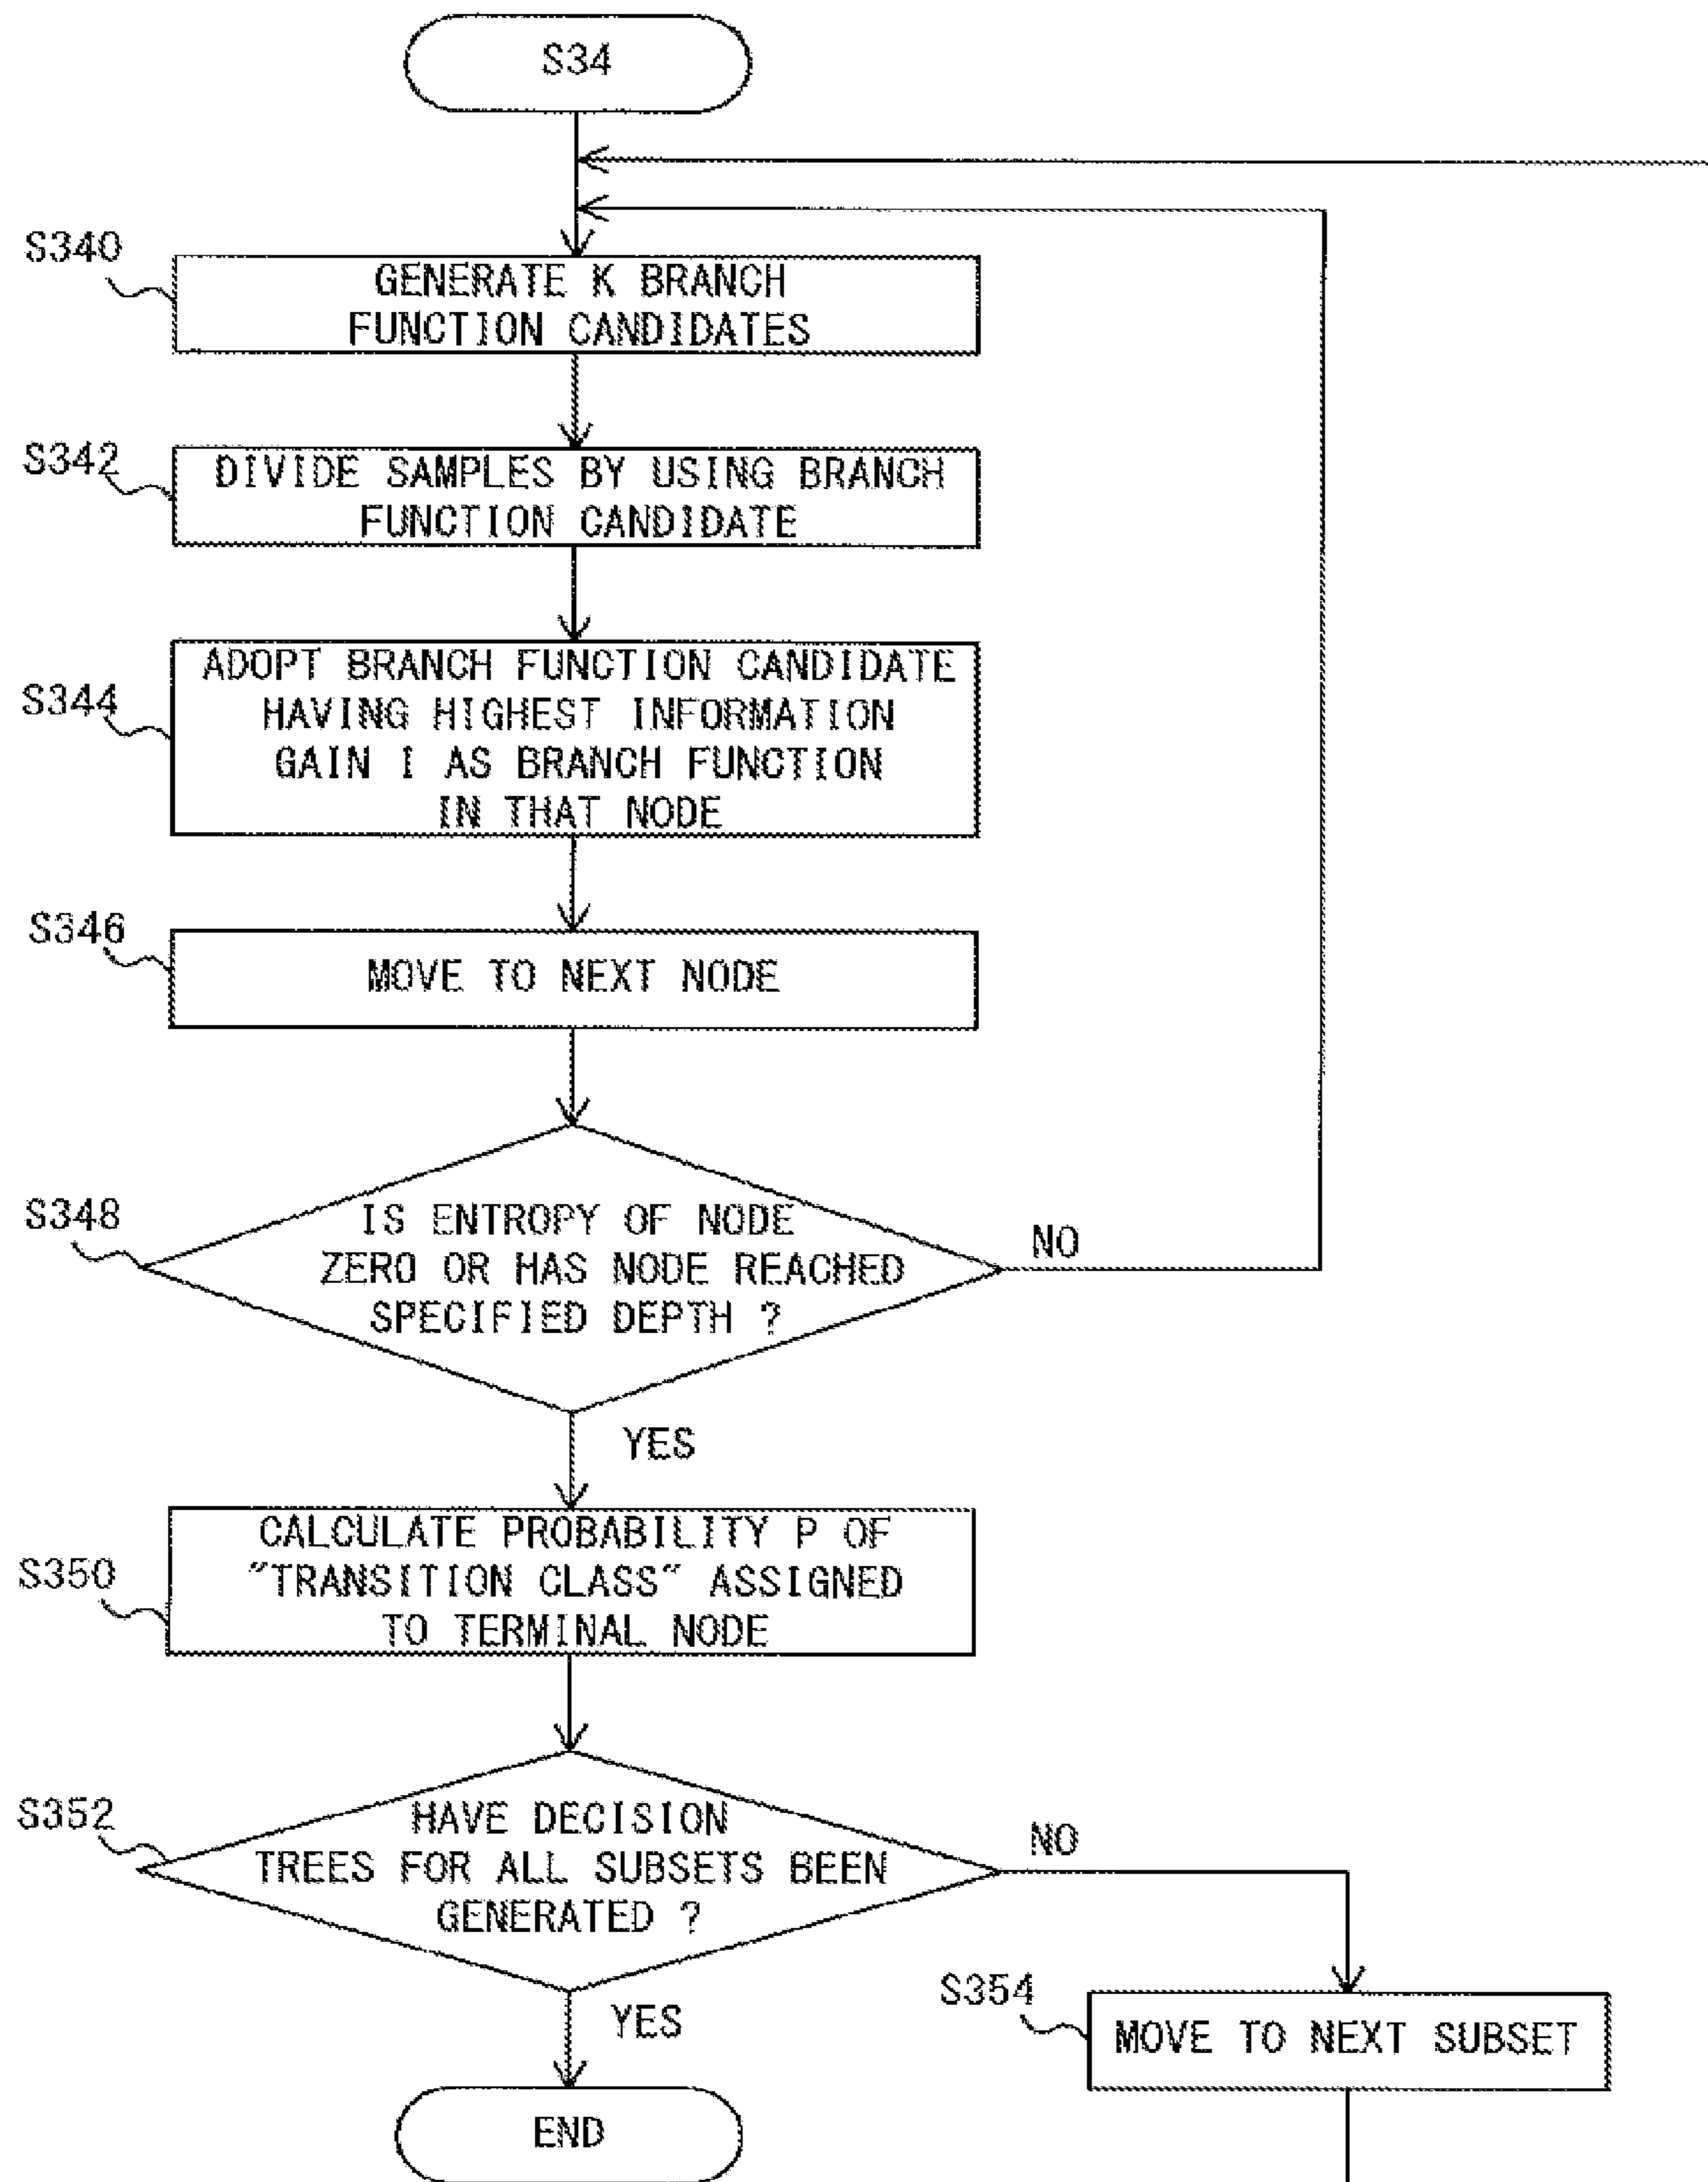 S34
S340
GENERATE K BRANCH
FUNCTION CANDIDATES
S342
DIVIDE SAMPLES BY USING BRANCH
FUNCTION CANDIDATE
S344
ADOPT BRANCH FUNCTION CANDIDATE
HAVING HIGHEST INFORMATION
GAIN I AS BRANCH FUNCTION
IN THAT NODE
S346
MOVE TO NEXT NODE
S348
IS ENTROPY OF NODE
ZERO OR HAS NODE REACHED
SPECIFIED DEPTH ?
NO
YES
S350
CALCULATE PROBABILITY P OF
"TRANSITION CLASS" ASSIGNED
TO TERMINAL NODE
S352
HAVE DECISION
TREES FOR ALL SUBSETS BEEN
GENERATED ?
NO
YES
S354
MOVE TO NEXT SUBSET
END